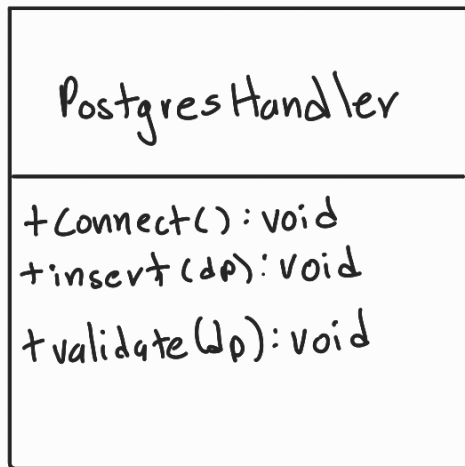 PostgresHandler
+connect(): void
+insert(dp): void
+validate(dp): void